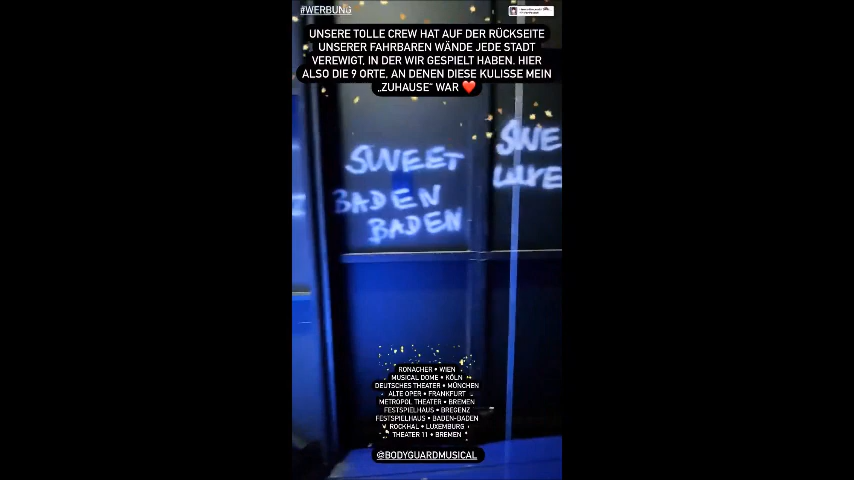 #WERBUNG
UNSERE TOLLE CREW HAT AUF DER RÜCKSEITE
UNSERER FAHRBAREN WÄNDE JEDE STADT
VEREWIGT, IN DER WIR GESPIELT HABEN. HIER
ALSO DIE 9 ORTE, AN DENEN DIESE KULISSE MEIN
„ZUHAUSE“ WAR ❤️
SWEET
BADEN
BADEN
SWE
LUXE
RONACHER • WIEN
MUSICAL DOME • KÖLN
DEUTSCHES THEATER • MÜNCHEN
ALTE OPER • FRANKFURT
METROPOL THEATER • BREMEN
FESTSPIELHAUS • BREGENZ
FESTSPIELHAUS • BADEN-BADEN
ROCKHAL • LUXEMBURG
THEATER 11 • BREMEN
@BODYGUARDMUSICAL